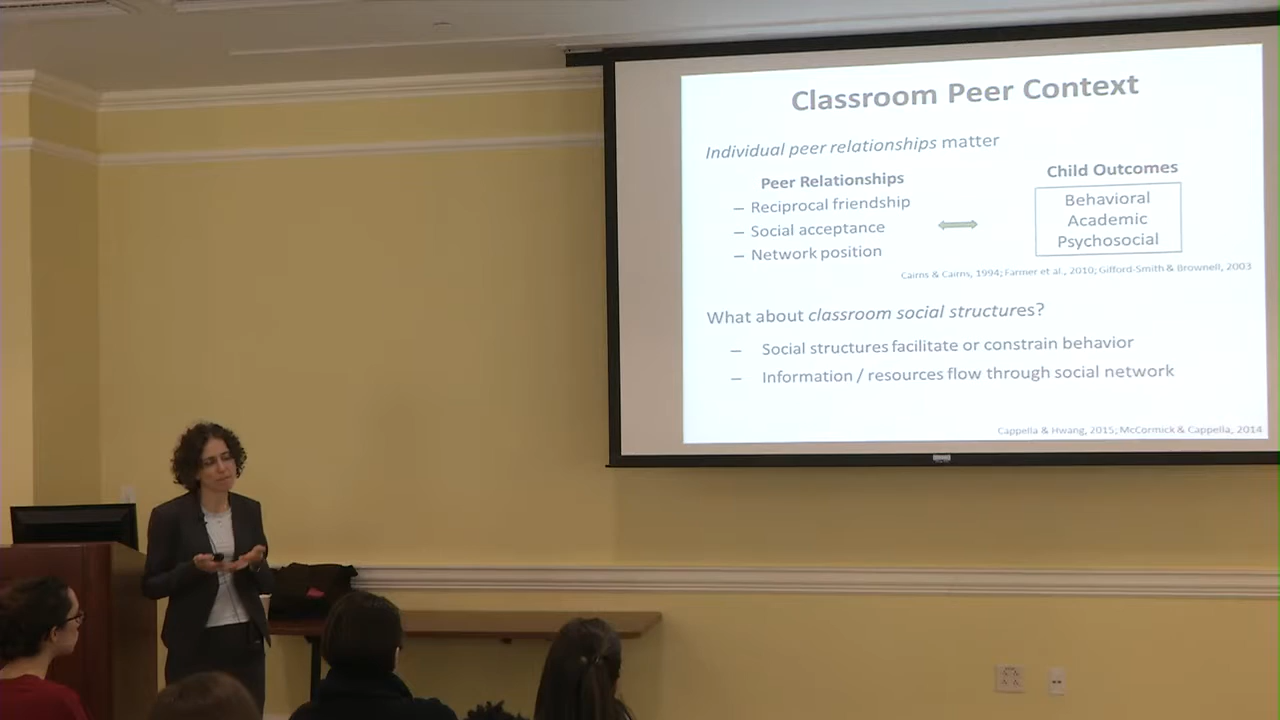 Classroom Peer Context
Individual peer relationships matter
Peer Relationships
– Reciprocal friendship
– Social acceptance
– Network position
Child Outcomes
Behavioral
Academic
Psychosocial
Cairns & Cairns, 1994; Farmer et al., 2010; Gifford-Smith & Brownell, 2003
What about classroom social structures?
– Social structures facilitate or constrain behavior
– Information / resources flow through social network
Cappella & Hwang, 2015; McCormick & Cappella, 2014